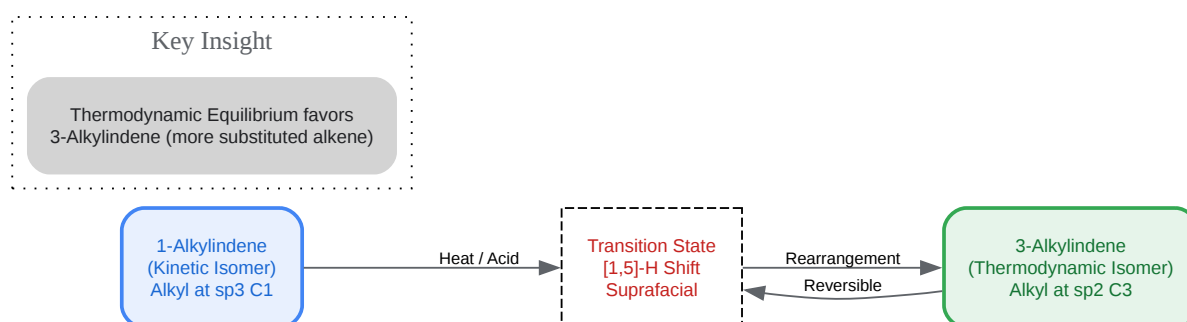 Key Insight
Thermodynamic Equilibrium favors
3-Alkylindene (more substituted alkene)
1-Alkylindene
(Kinetic Isomer)
Alkyl at sp3 C1
Heat / Acid
Transition State
[1,5]-H Shift
Suprafacial
Rearrangement
Reversible
3-Alkylindene
(Thermodynamic Isomer)
Alkyl at sp2 C3